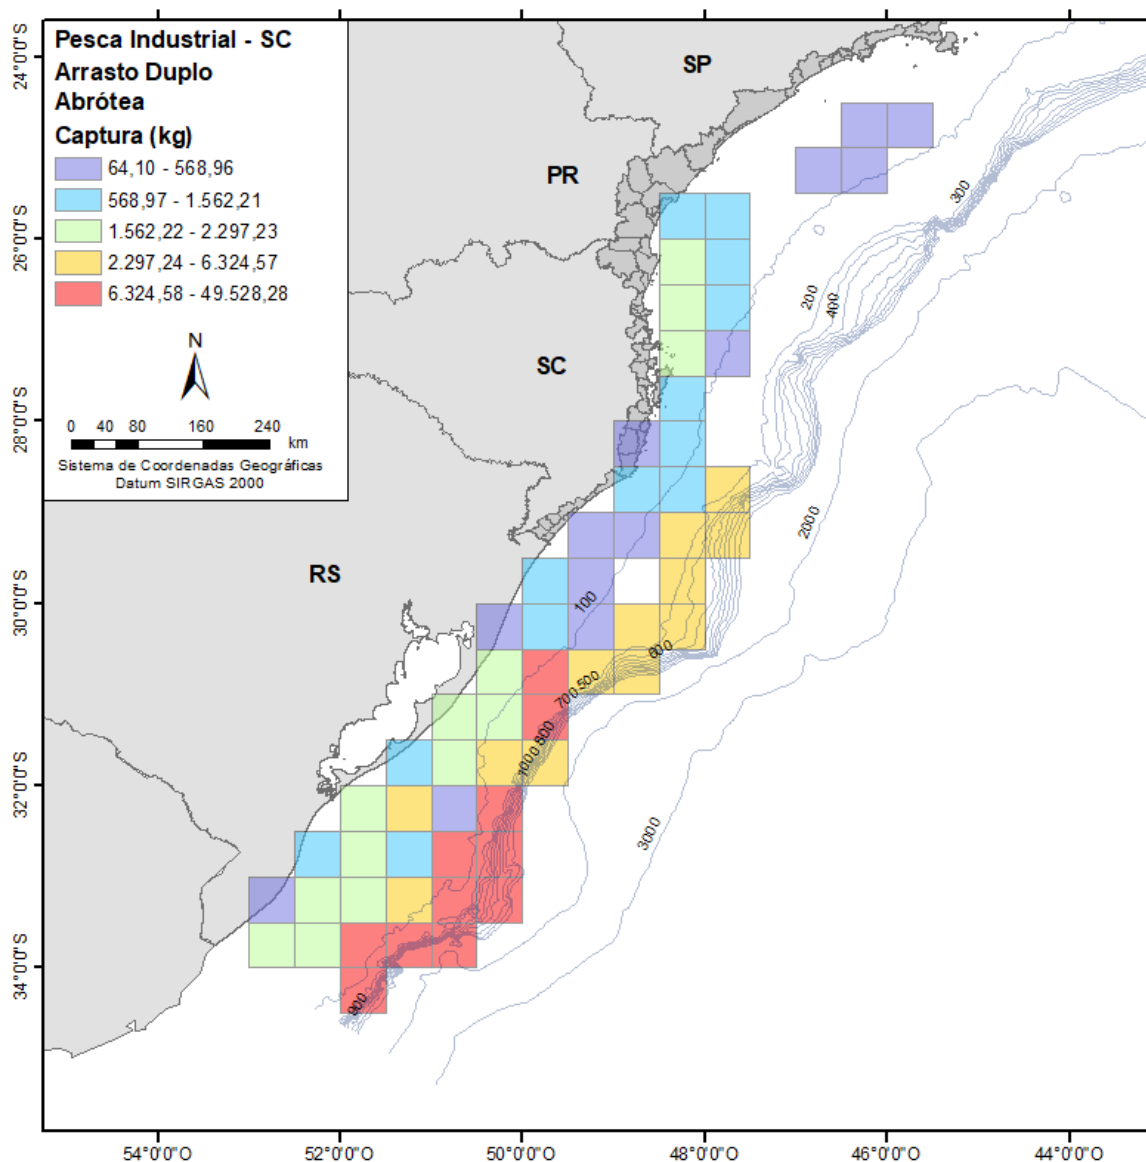 Pesca Industrial - SC
Arrasto Duplo
Abrótea
Captura (kg)
64,10 - 568,96
568,97 - 1.562,21
1.562,22 - 2.297,23
2.297,24 - 6.324,57
6.324,58 - 49.528,28
N
0 40 80 160 240
km
Sistema de Coordenadas Geográficas
Datum SIRGAS 2000
SP
PR
SC
RS
300
200
400
2000
100
600
500
700
800
1000
3000
900
24°0'0"S
26°0'0"S
28°0'0"S
30°0'0"S
32°0'0"S
34°0'0"S
54°0'0"O
52°0'0"O
50°0'0"O
48°0'0"O
46°0'0"O
44°0'0"O